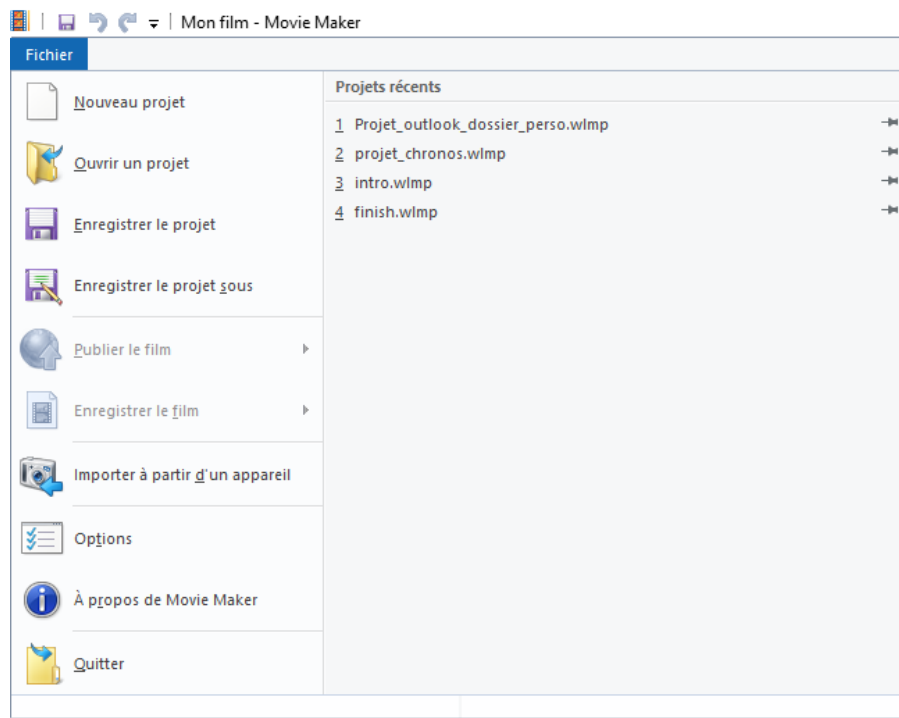 Mon film - Movie Maker
Fichier
Nouveau projet
Ouvrir un projet
Enregistrer le projet
Enregistrer le projet sous
Publier le film
Enregistrer le film
Importer à partir d'un appareil
Options
À propos de Movie Maker
Quitter
Projets récents
1 Projet_outlook_dossier_perso.wlmp
2 projet_chronos.wlmp
3 intro.wlmp
4 finish.wlmp